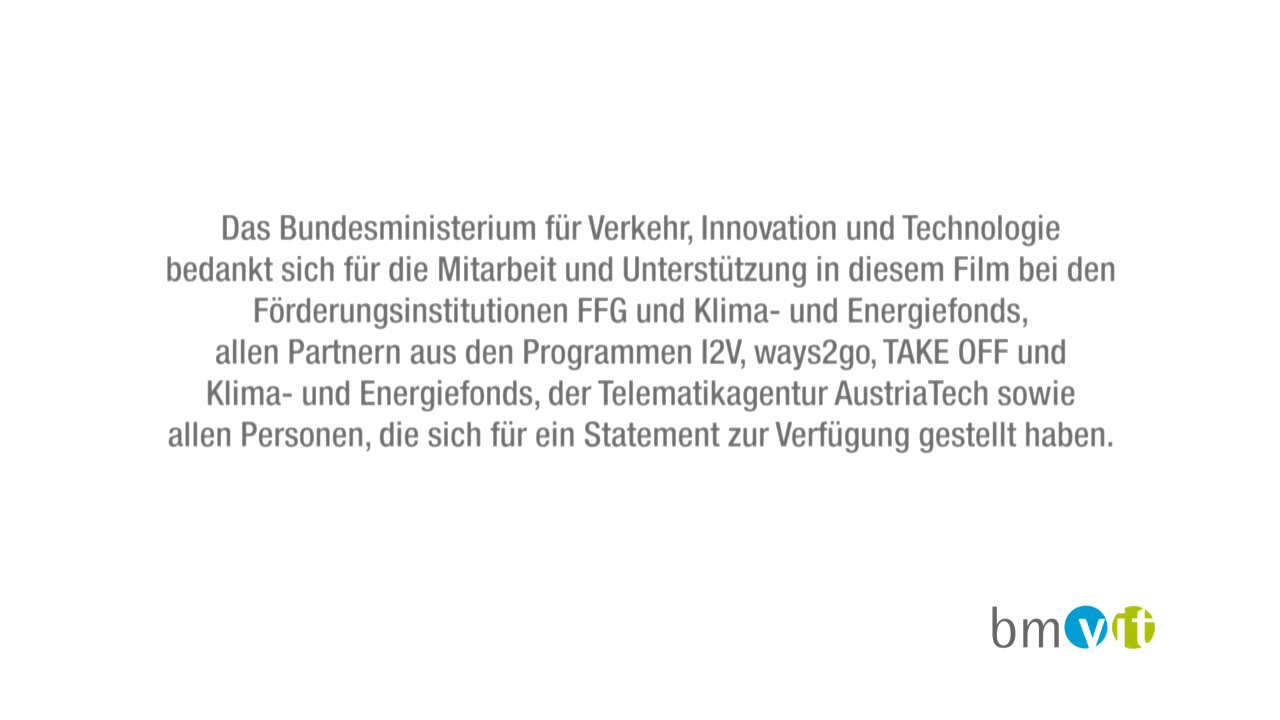 Das Bundesministerium für Verkehr, Innovation und Technologie
bedankt sich für die Mitarbeit und Unterstützung in diesem Film bei den
Förderungsinstitutionen FFG und Klima- und Energiefonds,
allen Partnern aus den Programmen I2V, ways2go, TAKE OFF und
Klima- und Energiefonds, der Telematikagentur AustriaTech sowie
allen Personen, die sich für ein Statement zur Verfügung gestellt haben.
bmvit